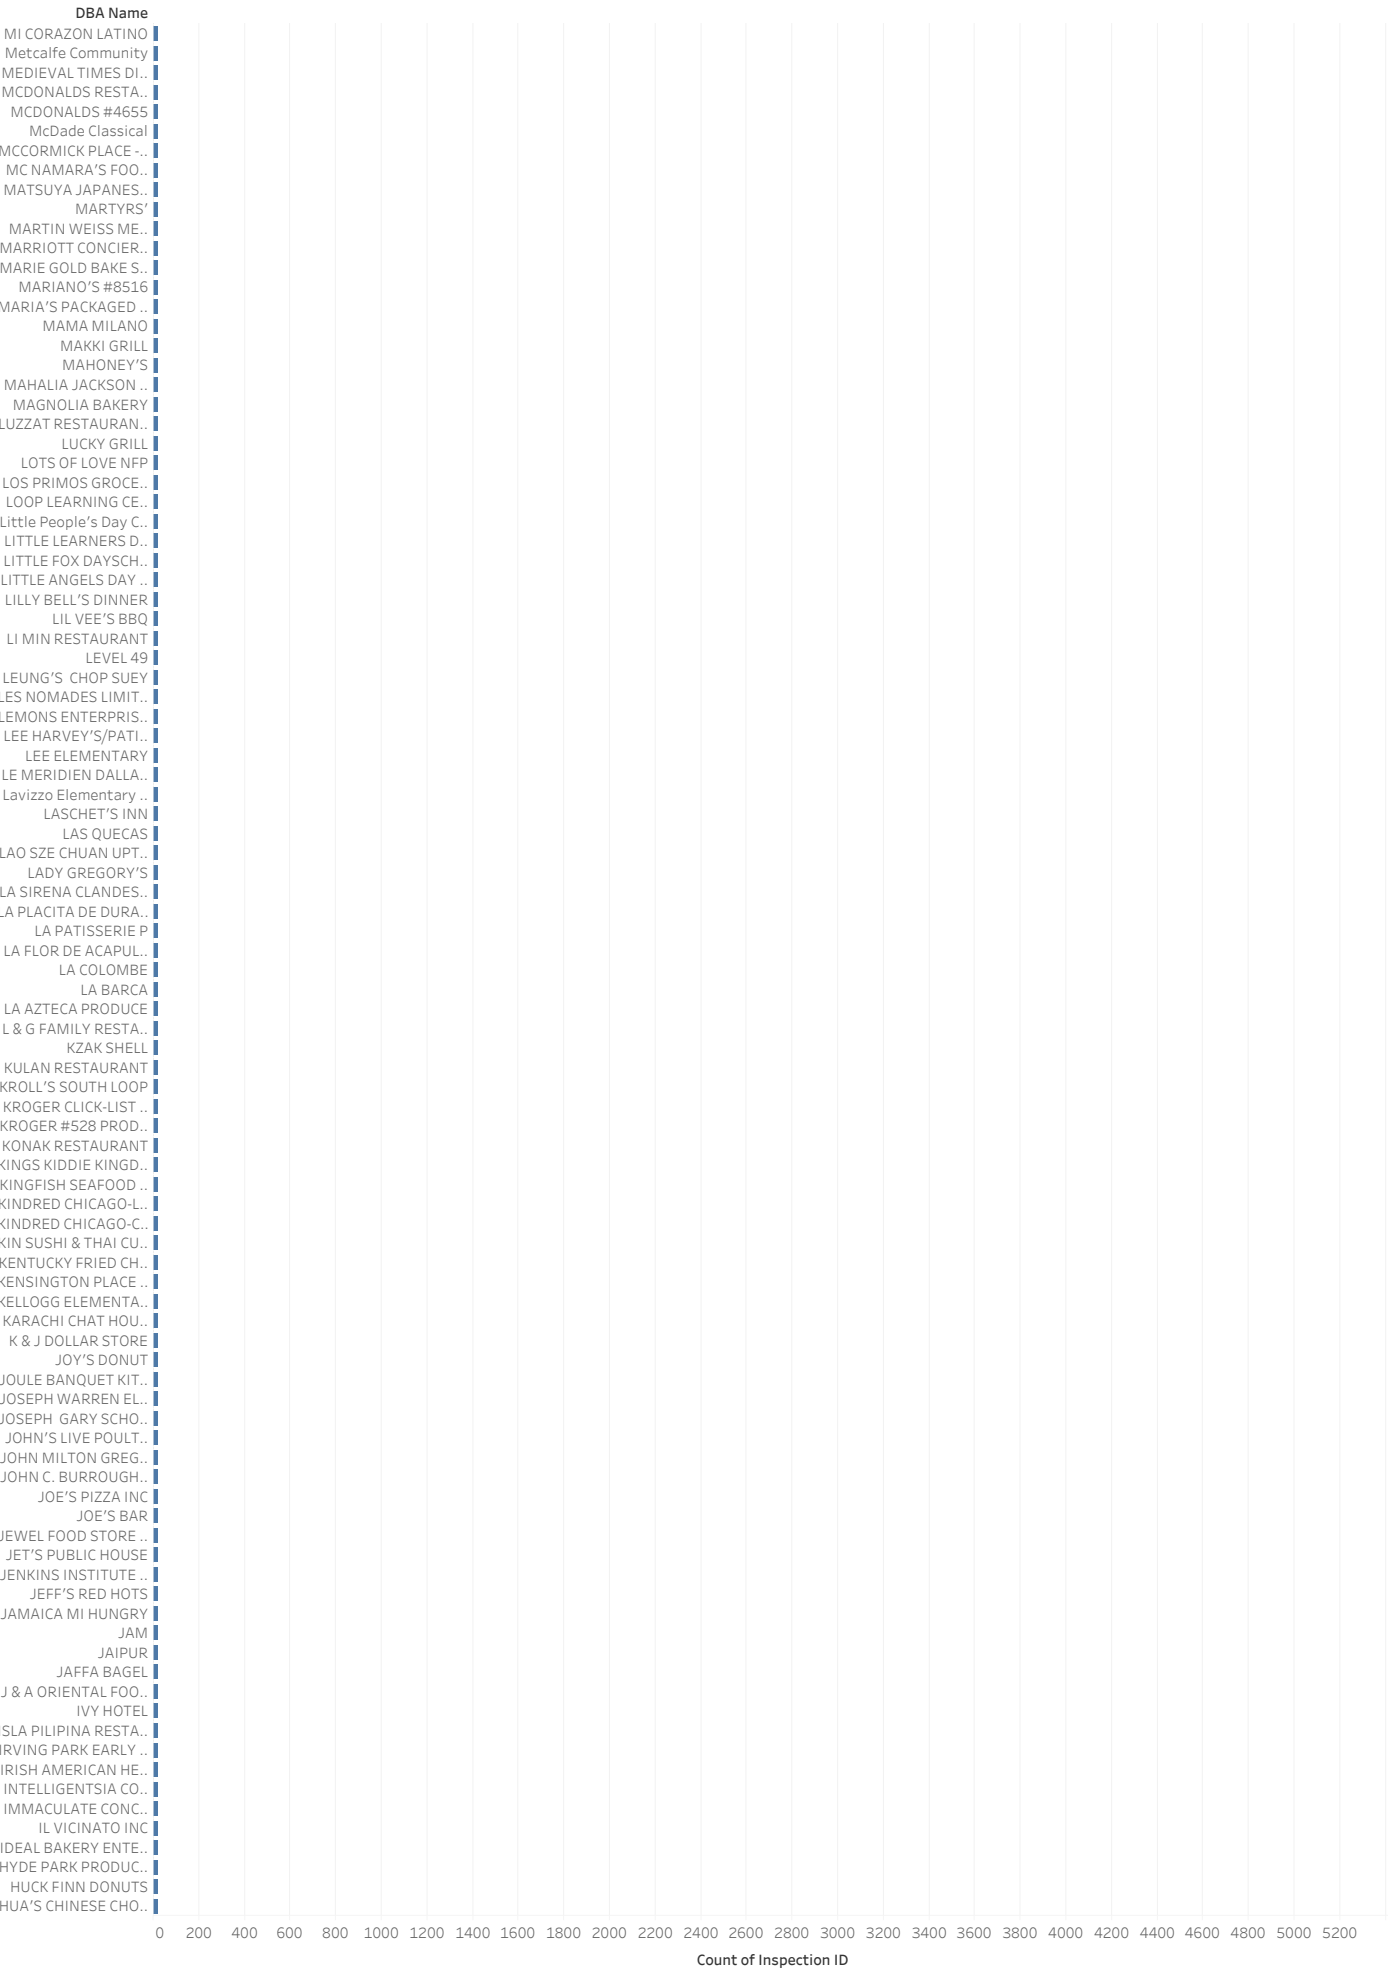 DBA Name
MI CORAZON LATINO
Metcalfe Community
MEDIEVAL TIMES DI..
MCDONALDS RESTA..
MCDONALDS #4655
McDade Classical
MCCORMICK PLACE -..
MC NAMARA'S FOO..
MATSUYA JAPANES..
MARTYRS'
MARTIN WEISS ME..
MARRIOTT CONCIER..
MARIE GOLD BAKE S..
MARIANO'S #8516
MARIA'S PACKAGED ..
MAMA MILANO
MAKKI GRILL
MAHONEY'S
MAHALIA JACKSON ..
MAGNOLIA BAKERY
LUZZAT RESTAURAN..
LUCKY GRILL
LOTS OF LOVE NFP
LOS PRIMOS GROCE..
LOOP LEARNING CE..
Little People's Day C..
LITTLE LEARNERS D..
LITTLE FOX DAYSCH..
LITTLE ANGELS DAY ..
LILLY BELL'S DINNER
LIL VEE'S BBQ
LI MIN RESTAURANT
LEVEL 49
LEUNG'S  CHOP SUEY
LES NOMADES LIMIT..
LEMONS ENTERPRIS..
LEE HARVEY'S/PATI..
LEE ELEMENTARY
LE MERIDIEN DALLA..
Lavizzo Elementary ..
LASCHET'S INN
LAS QUECAS
LAO SZE CHUAN UPT..
LADY GREGORY'S
LA SIRENA CLANDES..
LA PLACITA DE DURA..
LA PATISSERIE P
LA FLOR DE ACAPUL..
LA COLOMBE
LA BARCA
LA AZTECA PRODUCE
L & G FAMILY RESTA..
KZAK SHELL
KULAN RESTAURANT
KROLL'S SOUTH LOOP
KROGER CLICK-LIST ..
KROGER #528 PROD..
KONAK RESTAURANT
KINGS KIDDIE KINGD..
KINGFISH SEAFOOD ..
KINDRED CHICAGO-L..
KINDRED CHICAGO-C..
KIN SUSHI & THAI CU..
KENTUCKY FRIED CH..
KENSINGTON PLACE ..
KELLOGG ELEMENTA..
KARACHI CHAT HOU..
K & J DOLLAR STORE
JOY'S DONUT
JOULE BANQUET KIT..
JOSEPH WARREN EL..
JOSEPH  GARY SCHO..
JOHN'S LIVE POULT..
JOHN MILTON GREG..
JOHN C. BURROUGH..
JOE'S PIZZA INC
JOE'S BAR
JEWEL FOOD STORE ..
JET'S PUBLIC HOUSE
JENKINS INSTITUTE ..
JEFF'S RED HOTS
JAMAICA MI HUNGRY
JAM
JAIPUR
JAFFA BAGEL
J & A ORIENTAL FOO..
IVY HOTEL
ISLA PILIPINA RESTA..
IRVING PARK EARLY ..
IRISH AMERICAN HE..
INTELLIGENTSIA CO..
IMMACULATE CONC..
IL VICINATO INC
IDEAL BAKERY ENTE..
HYDE PARK PRODUC..
HUCK FINN DONUTS
HUA'S CHINESE CHO..
0 200 400 600 800 1000 1200 1400 1600 1800 2000 2200 2400 2600 2800 3000 3200 3400 3600 3800 4000 4200 4400 4600 4800 5000 5200
Count of Inspection ID